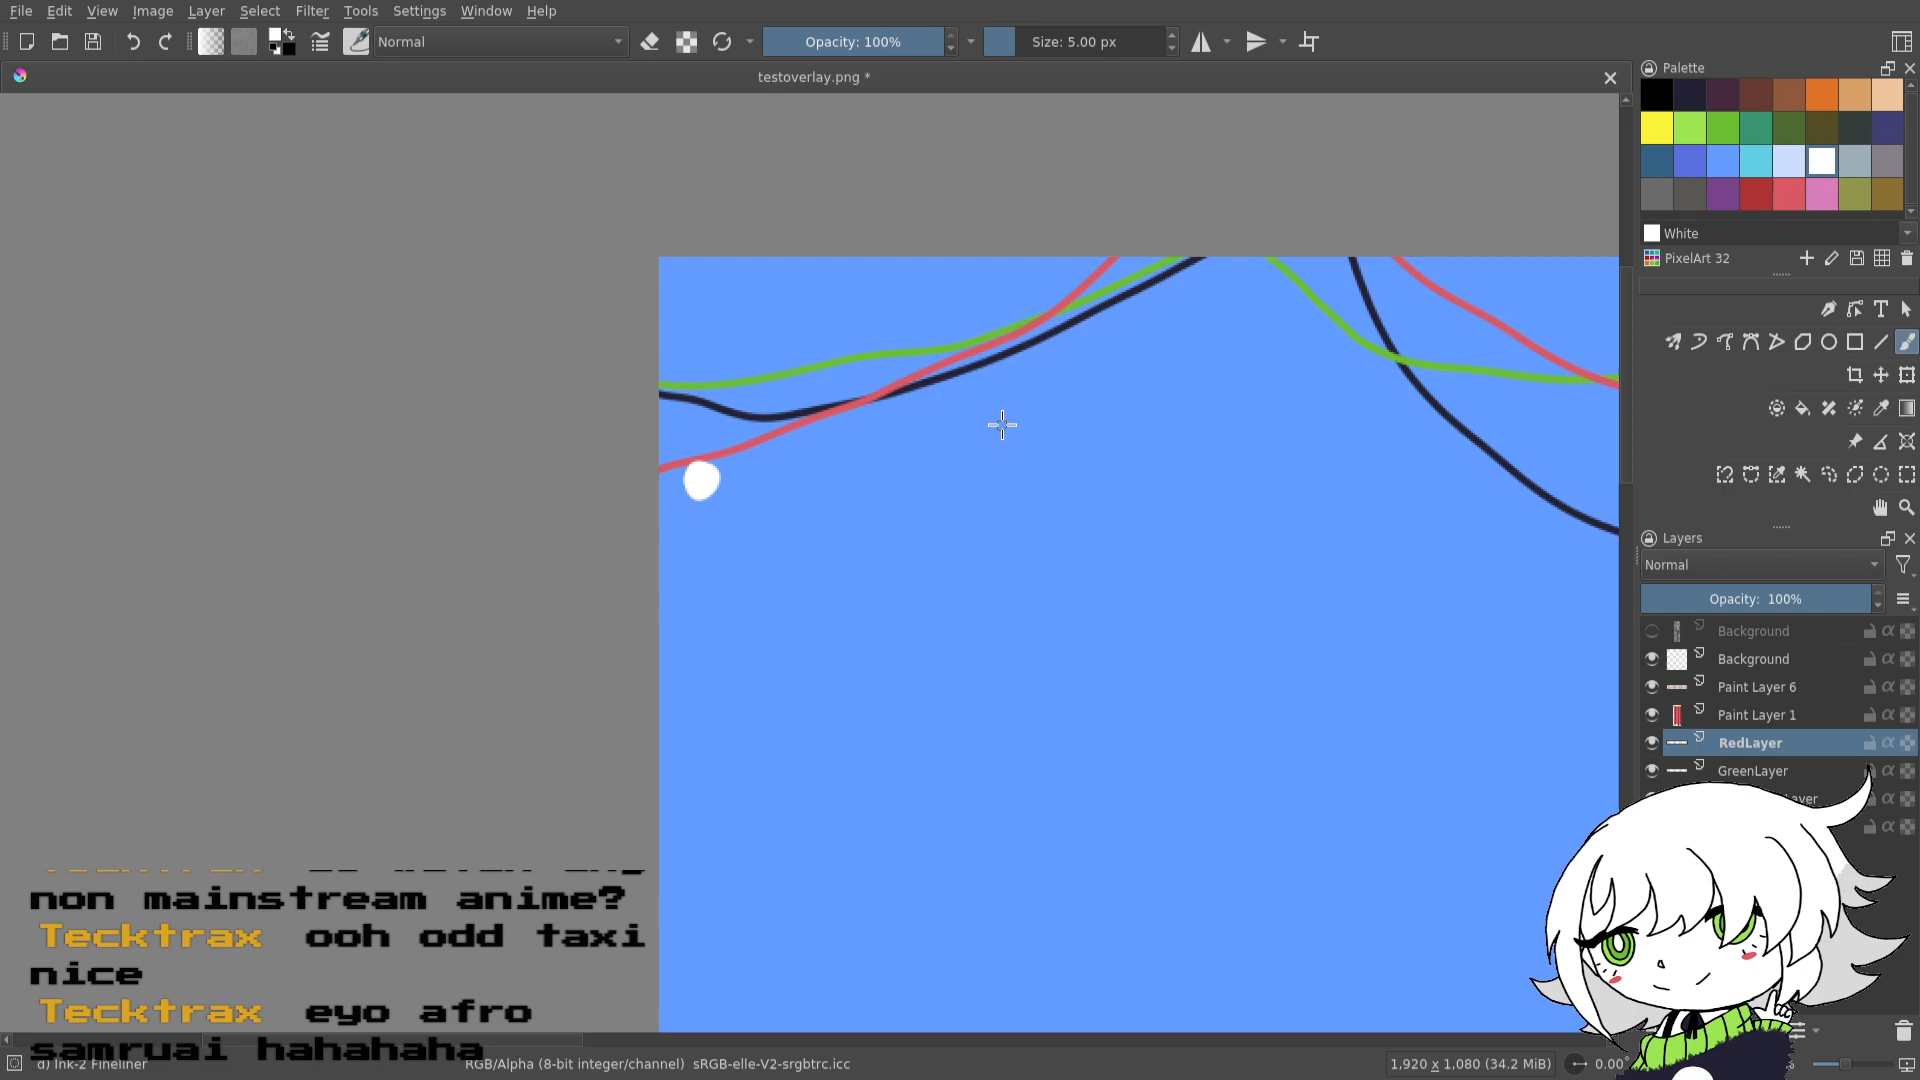 File Edit View Image Layer Select Filter Tools Settings Window Help
Normal
Opacity: 100%
Size: 5.00 px
testoverlay.png *
Palette
White
PixelArt 32
Layers
Normal
Opacity: 100%
Background
Background
Paint Layer 6
Paint Layer 1
RedLayer
GreenLayer
non mainstream anime?
Tecktrax ooh odd taxi
nice
Tecktrax eyo afro
samruai hahahaha
d) Ink-2 Fineliner
RGB/Alpha (8-bit integer/channel) sRGB-elle-V2-srgbtrc.icc
1,920 x 1,080 (34.2 MiB)
0.00°